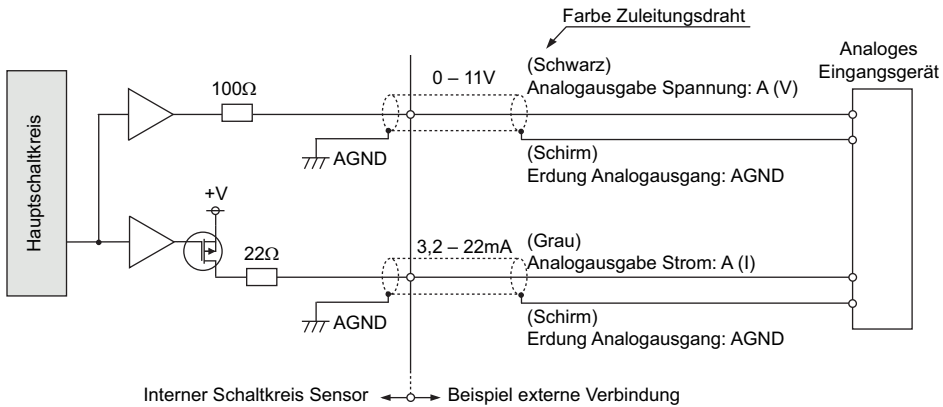 Farbe Zuleitungsdraht
Analoges
Eingangsgerät
Hauptschaltkreis
100Ω
0 – 11V
(Schwarz)
Analogausgabe Spannung: A (V)
AGND
(Schirm)
Erdung Analogausgang: AGND
+V
22Ω
3,2 – 22mA
(Grau)
Analogausgabe Strom: A (I)
AGND
(Schirm)
Erdung Analogausgang: AGND
Interner Schaltkreis Sensor
Beispiel externe Verbindung